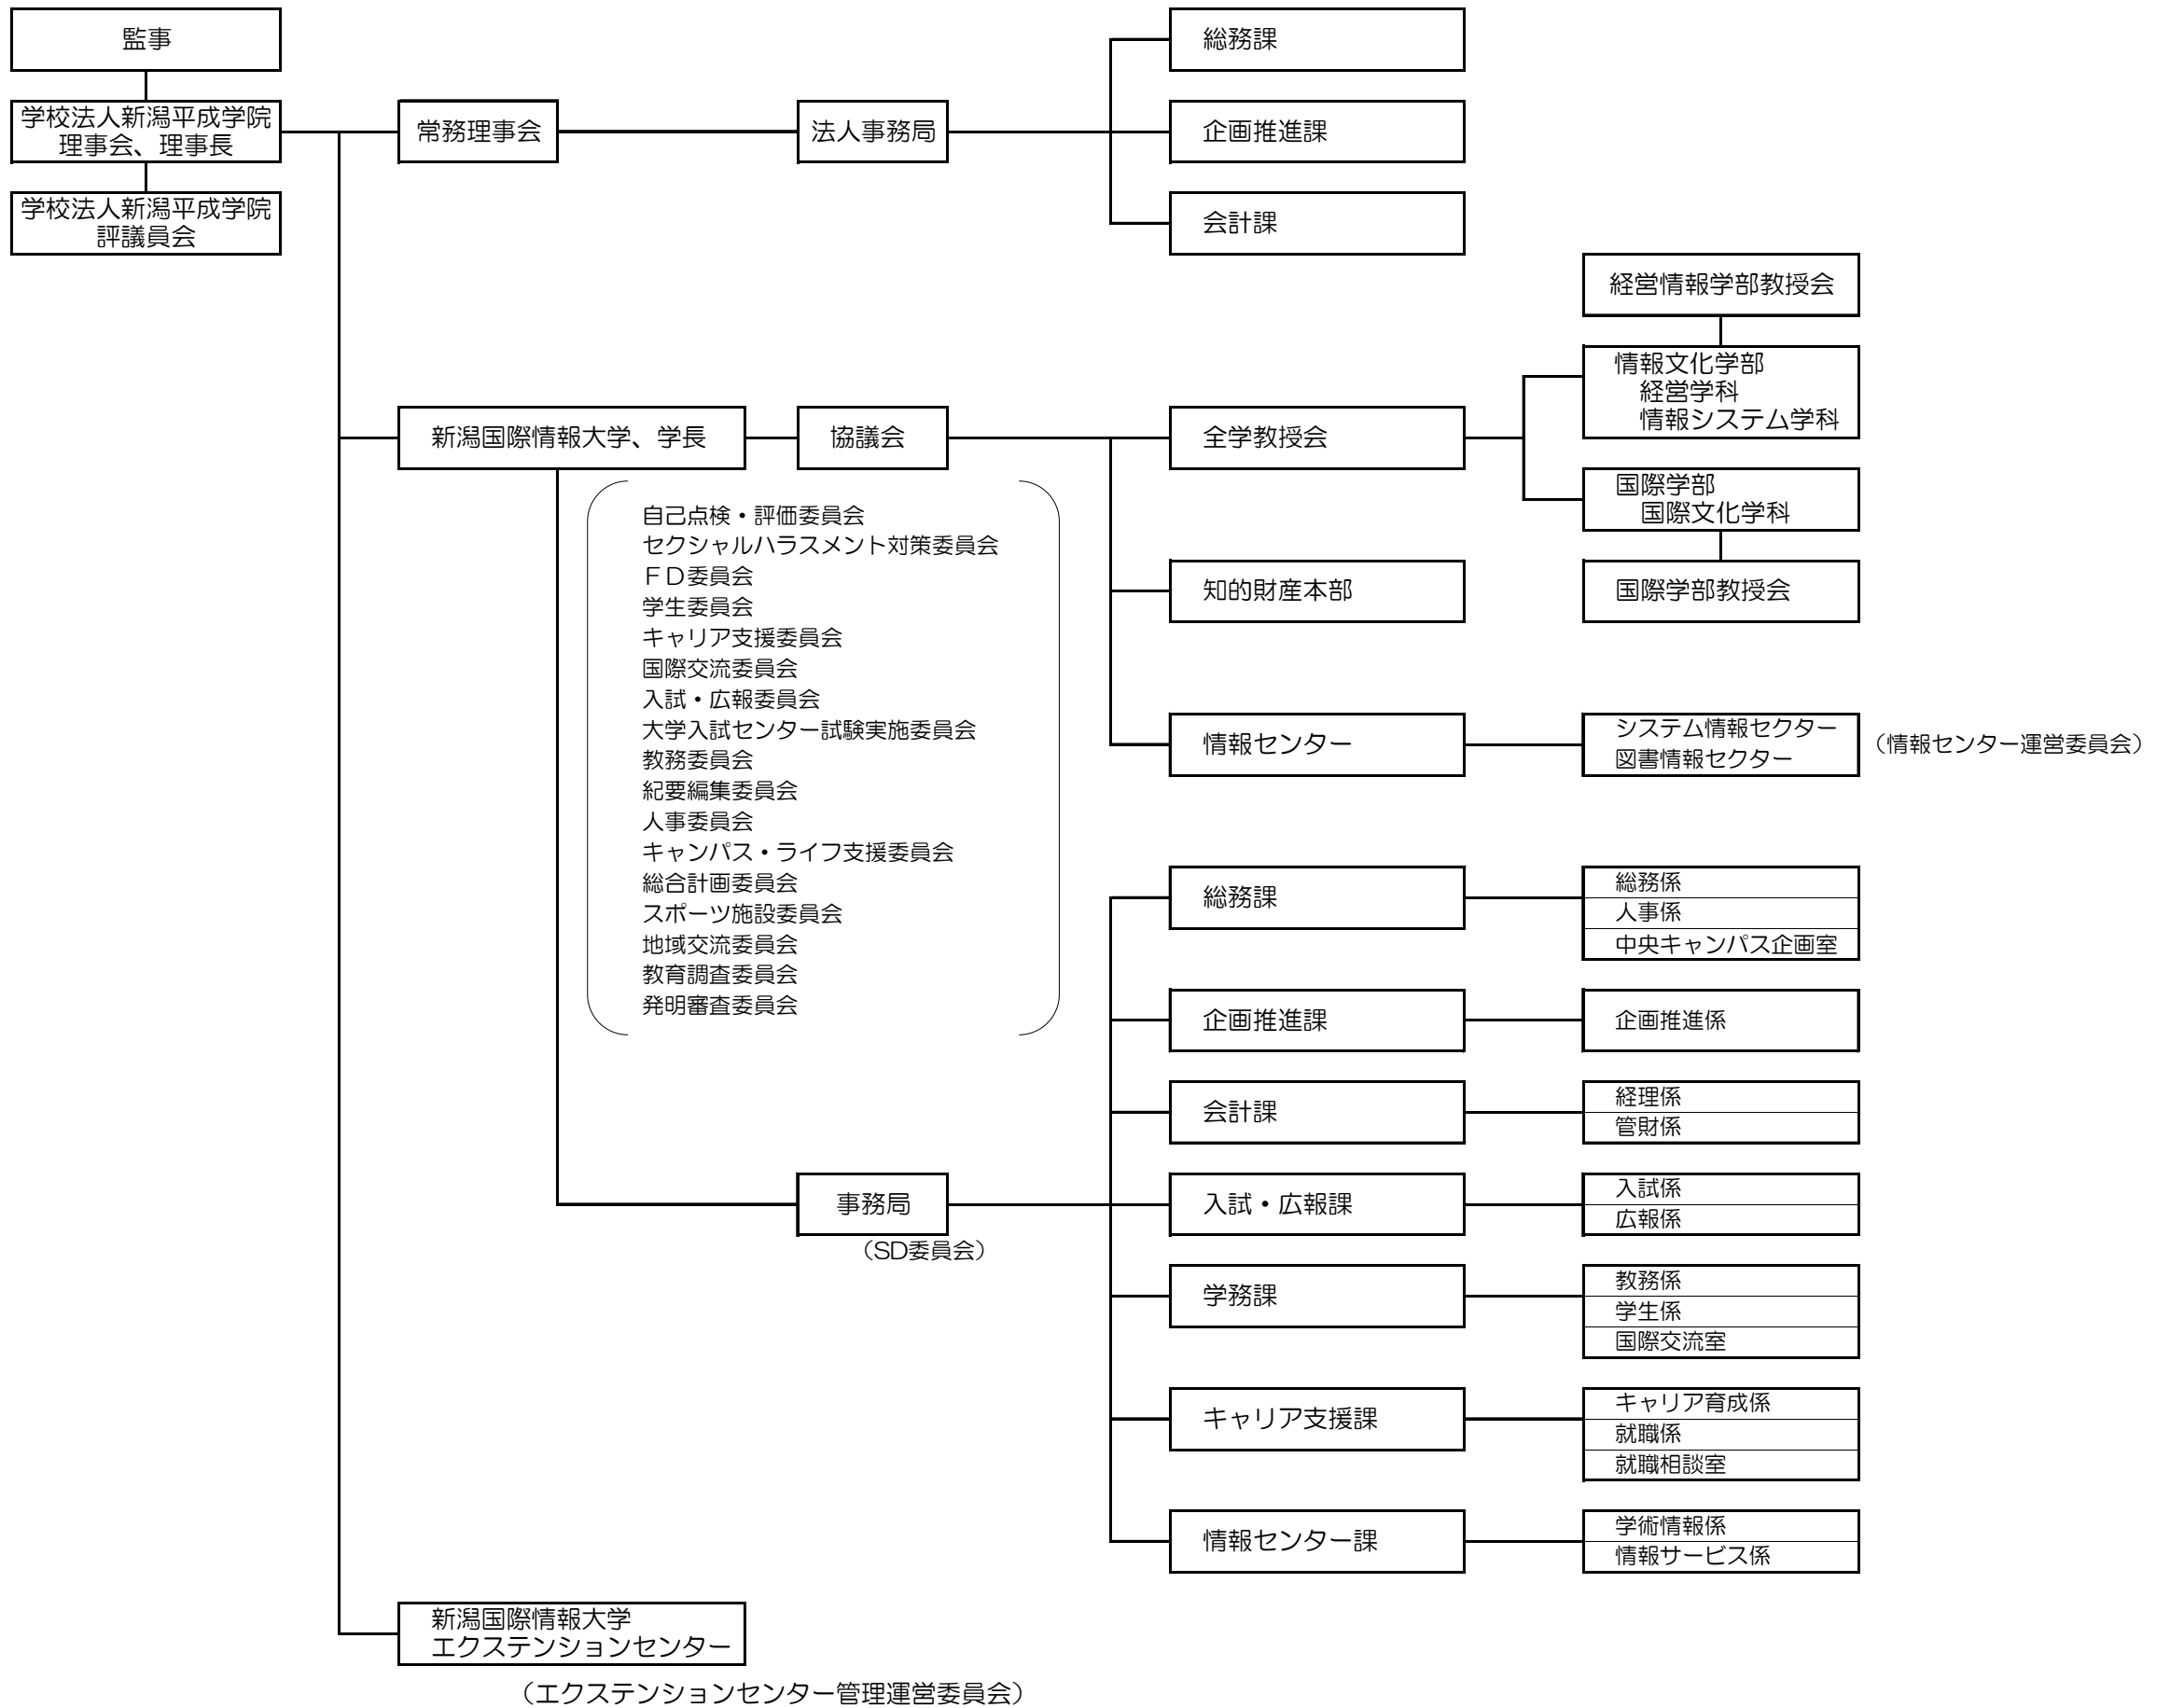 監事
学校法人新潟平成学院
理事会、理事長
学校法人新潟平成学院
評議員会
常務理事会
法人事務局
総務課
企画推進課
会計課
新潟国際情報大学、学長
協議会
自己点検・評価委員会
セクシャルハラスメント対策委員会
ＦＤ委員会
学生委員会
キャリア支援委員会
国際交流委員会
入試・広報委員会
大学入試センター試験実施委員会
教務委員会
紀要編集委員会
人事委員会
キャンパス・ライフ支援委員会
総合計画委員会
スポーツ施設委員会
地域交流委員会
教育調査委員会
発明審査委員会
全学教授会
経営情報学部教授会
情報文化学部
経営学科
情報システム学科
国際学部
国際文化学科
国際学部教授会
知的財産本部
情報センター
システム情報セクター
図書情報セクター
（情報センター運営委員会）
事務局
（SD委員会）
総務課
総務係
人事係
中央キャンパス企画室
企画推進課
企画推進係
会計課
経理係
管財係
入試・広報課
入試係
広報係
学務課
教務係
学生係
国際交流室
キャリア支援課
キャリア育成係
就職係
就職相談室
情報センター課
学術情報係
情報サービス係
新潟国際情報大学
エクステンションセンター
（エクステンションセンター管理運営委員会）